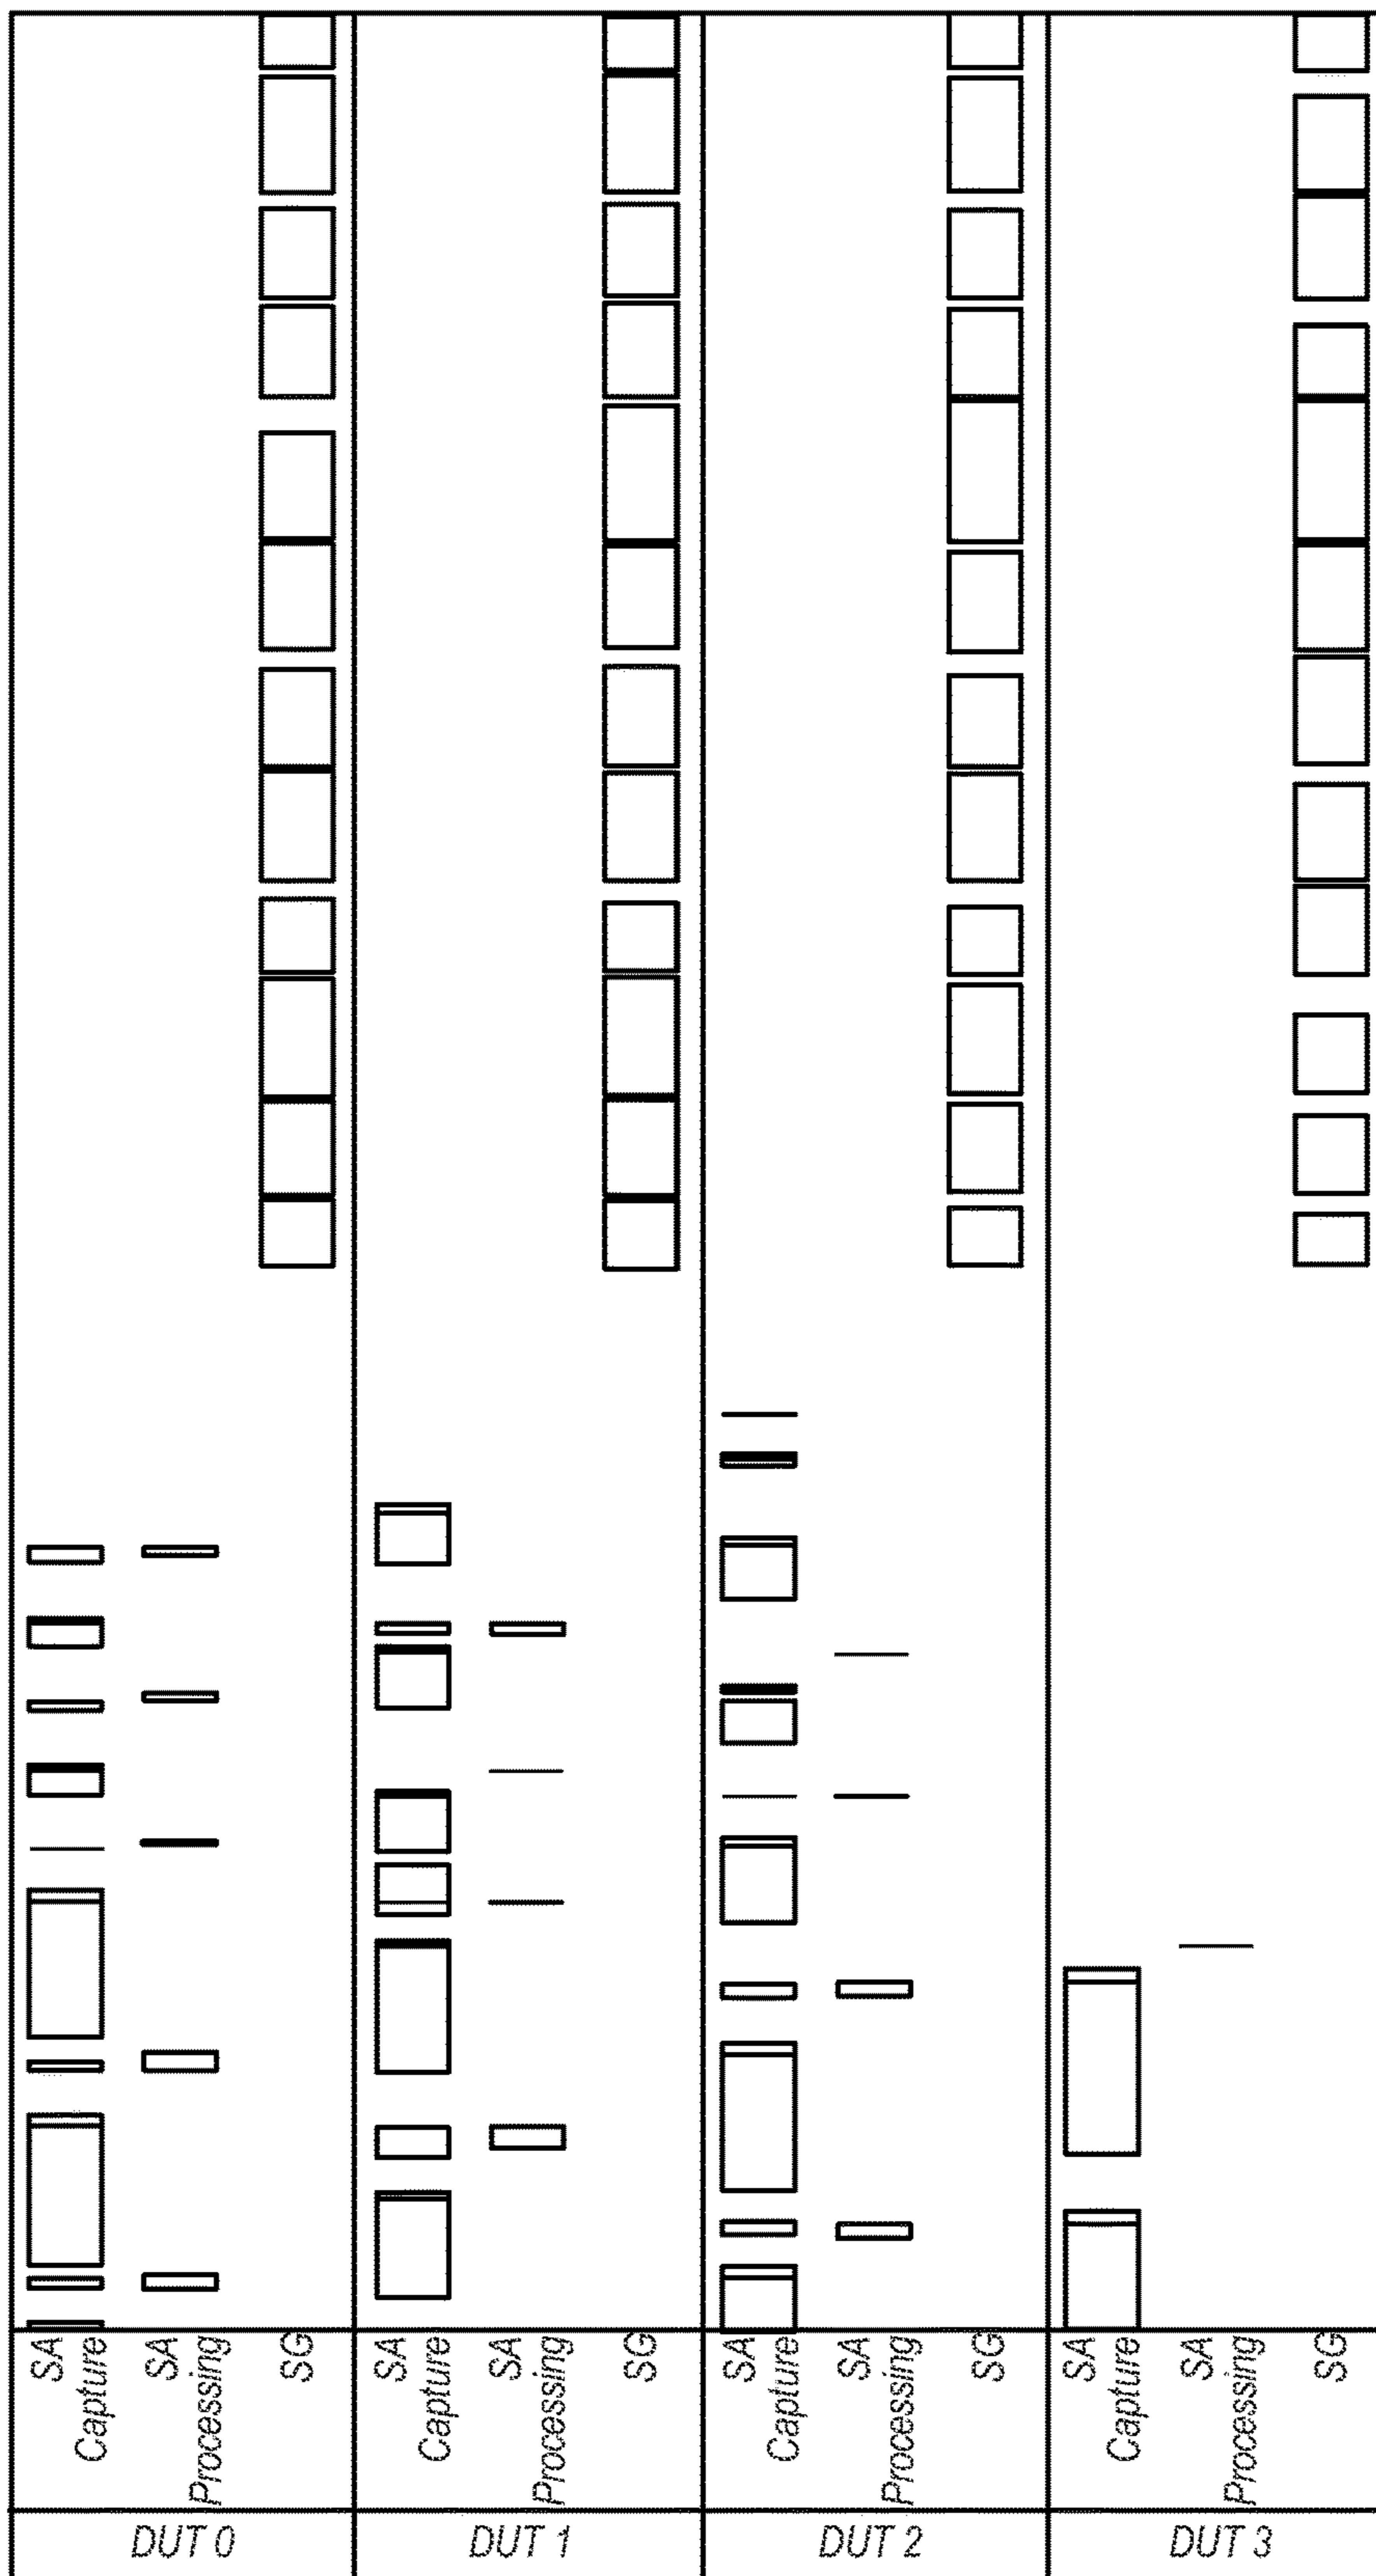 SA
Capture
SA
Processing
SG
DUT 0
SA
Capture
SA
Processing
SG
DUT 1
SA
Capture
SA
Processing
SG
DUT 2
SA
Capture
SA
Processing
SG
DUT 3